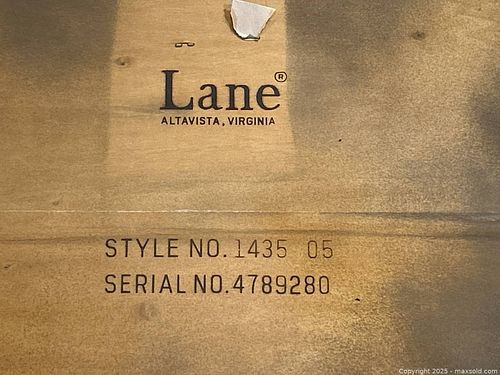 Lane®
ALTAVISTA, VIRGINIA
STYLE NO. 1435 05
SERIAL NO. 4789280
Copyright 2025 - maxsold.com